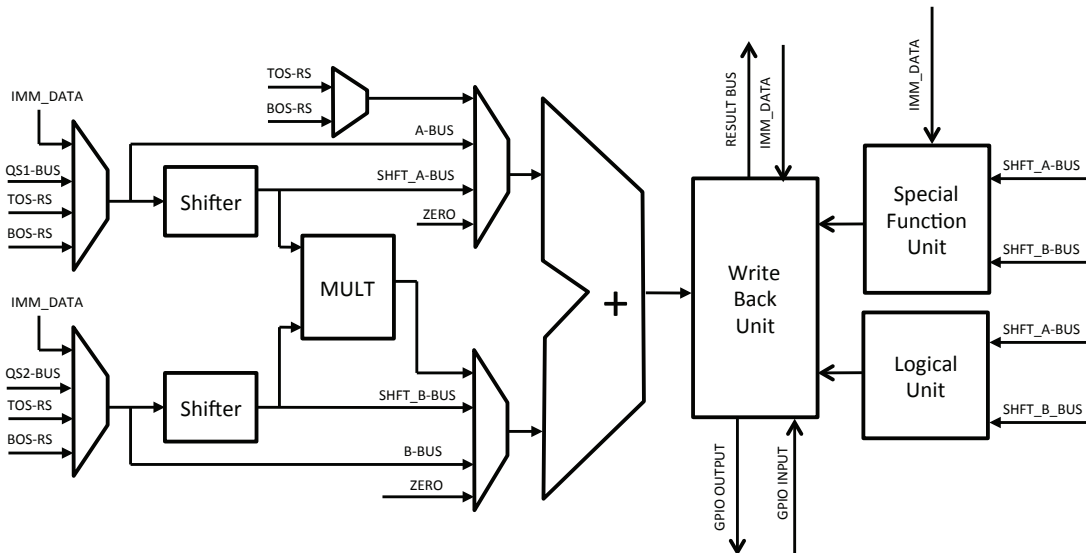 IMM_DATA
QS1-BUS
TOS-RS
BOS-RS
Shifter
TOS-RS
BOS-RS
A-BUS
SHFT_A-BUS
ZERO
MULT
IMM_DATA
QS2-BUS
TOS-RS
BOS-RS
Shifter
SHFT_B-BUS
B-BUS
ZERO
+
RESULT BUS
IMM_DATA
Write
Back
Unit
GPIO OUTPUT
GPIO INPUT
IMM_DATA
Special
Function
Unit
SHFT_A-BUS
SHFT_B-BUS
Logical
Unit
SHFT_A-BUS
SHFT_B_BUS